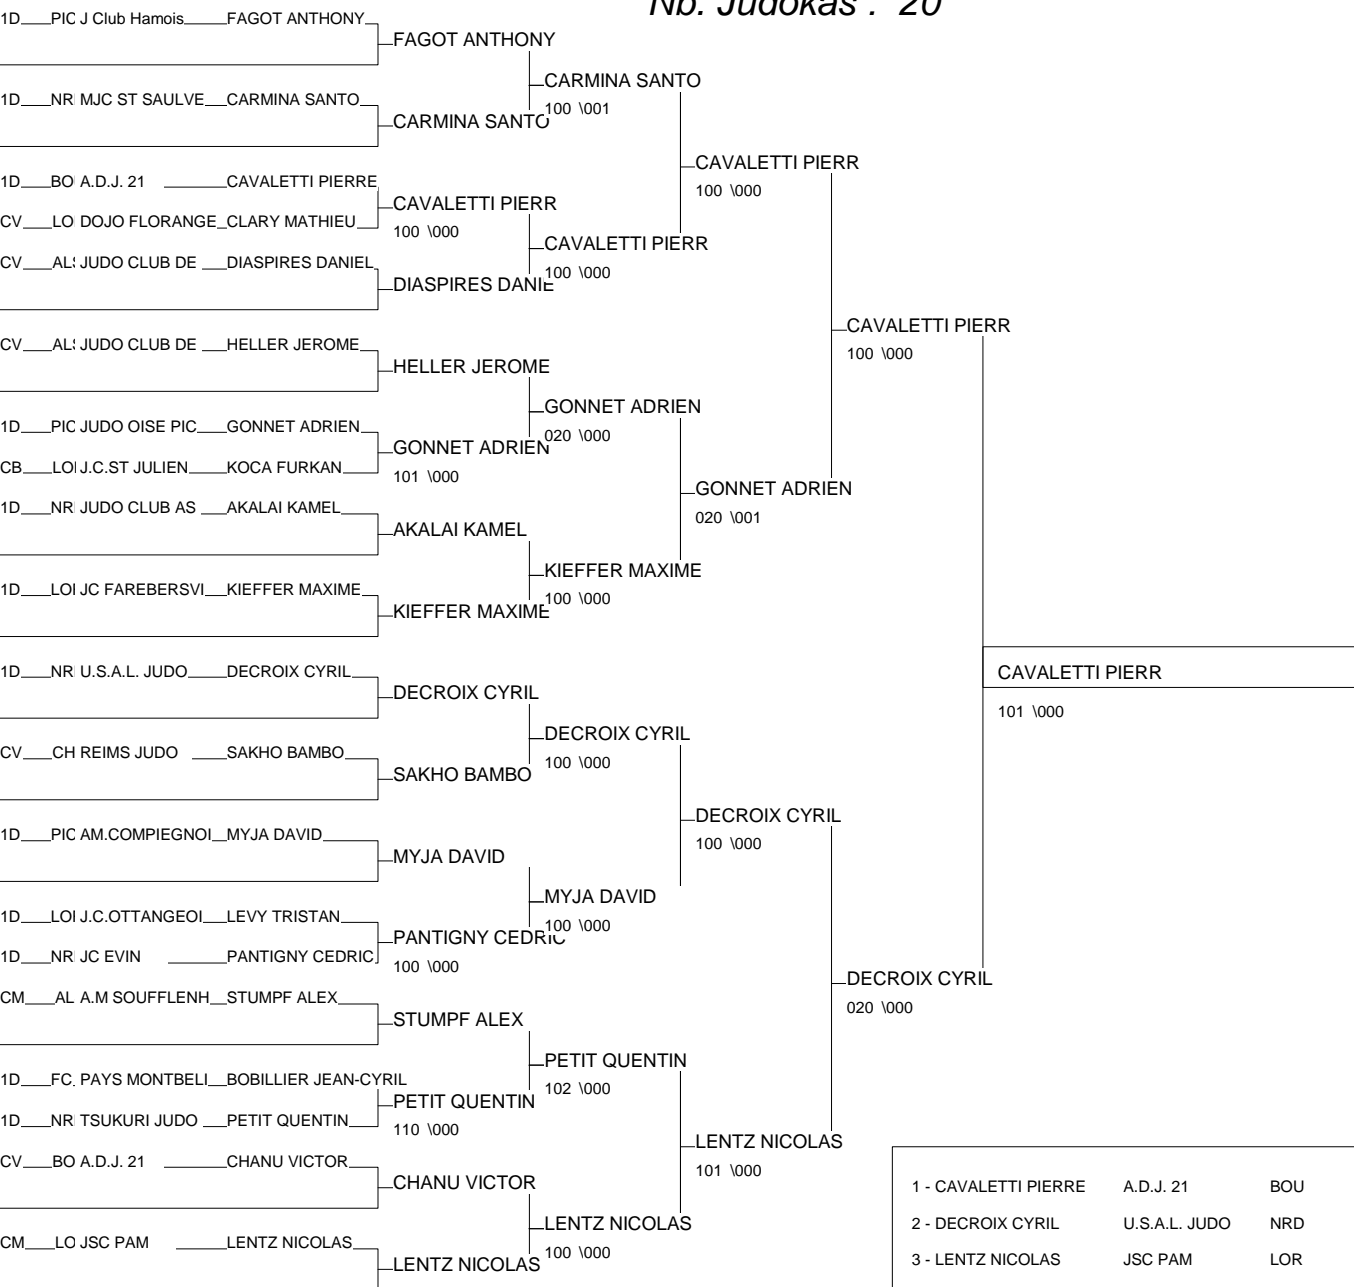 Nb. Judokas : 20
1D PIC J Club Hamois FAGOT ANTHONY
FAGOT ANTHONY
CARMINA SANTO
100 \001
1D NR MJC ST SAULVE CARMINA SANTO
CARMINA SANTO
CAVALETTI PIERR
100 \000
1D BO A.D.J. 21 CAVALETTI PIERRE
CAVALETTI PIERR
100 \000
CV LO DOJO FLORANGE CLARY MATHIEU
CAVALETTI PIERR
100 \000
CV AL JUDO CLUB DE DIASPIRES DANIEL
DIASPIRES DANIE
CAVALETTI PIERR
100 \000
CV AL JUDO CLUB DE HELLER JEROME
HELLER JEROME
GONNET ADRIEN
020 \000
1D PIC JUDO OISE PIC GONNET ADRIEN
GONNET ADRIEN
101 \000
CB LO J.C.ST JULIEN KOCA FURKAN
GONNET ADRIEN
020 \001
1D NR JUDO CLUB AS AKALAI KAMEL
AKALAI KAMEL
KIEFFER MAXIME
100 \000
1D LO JC FAREBERSVI KIEFFER MAXIME
KIEFFER MAXIME
1D NR U.S.A.L. JUDO DECROIX CYRIL
CAVALETTI PIERR
101 \000
DECROIX CYRIL
DECROIX CYRIL
100 \000
CV CH REIMS JUDO SAKHO BAMBO
SAKHO BAMBO
DECROIX CYRIL
100 \000
1D PIC AM.COMPIEGNOI MYJA DAVID
MYJA DAVID
MYJA DAVID
100 \000
1D LO J.C.OTTANGEOI LEVY TRISTAN
PANTIGNY CEDRIC
100 \000
1D NR JC EVIN PANTIGNY CEDRIC
DECROIX CYRIL
020 \000
CM AL A.M SOUFFLENH STUMPF ALEX
STUMPF ALEX
PETIT QUENTIN
102 \000
1D FC PAYS MONTBELI BOBILLIER JEAN-CYRIL
PETIT QUENTIN
110 \000
1D NR TSUKURI JUDO PETIT QUENTIN
LENTZ NICOLAS
101 \000
CV BO A.D.J. 21 CHANU VICTOR
CHANU VICTOR
LENTZ NICOLAS
100 \000
CM LO JSC PAM LENTZ NICOLAS
LENTZ NICOLAS
1 - CAVALETTI PIERRE A.D.J. 21 BOU
2 - DECROIX CYRIL U.S.A.L. JUDO NRD
3 - LENTZ NICOLAS JSC PAM LOR